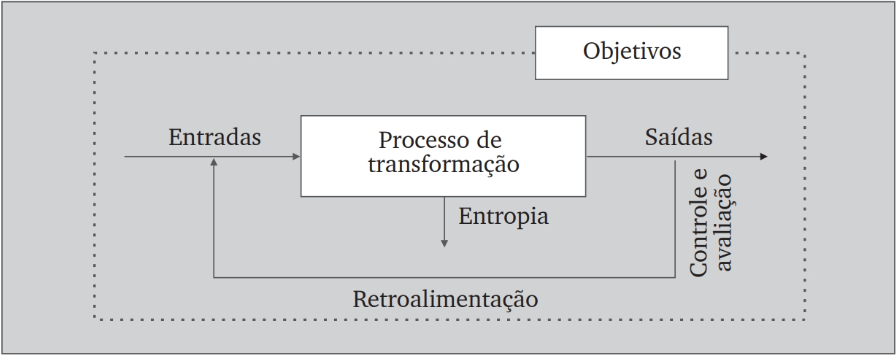 Objetivos
Entradas
Processo de
transformação
Saídas
Entropia
Controle e
avaliação
Retroalimentação